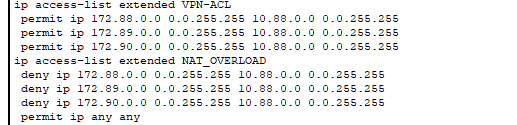 ip access-list extended VPN-ACL
permit ip 172.88.0.0 0.0.255.255 10.88.0.0 0.0.255.255
permit ip 172.89.0.0 0.0.255.255 10.88.0.0 0.0.255.255
permit ip 172.90.0.0 0.0.255.255 10.88.0.0 0.0.255.255
ip access-list extended NAT_OVERLOAD
deny ip 172.88.0.0 0.0.255.255 10.88.0.0 0.0.255.255
deny ip 172.89.0.0 0.0.255.255 10.88.0.0 0.0.255.255
deny ip 172.90.0.0 0.0.255.255 10.88.0.0 0.0.255.255
permit ip any any